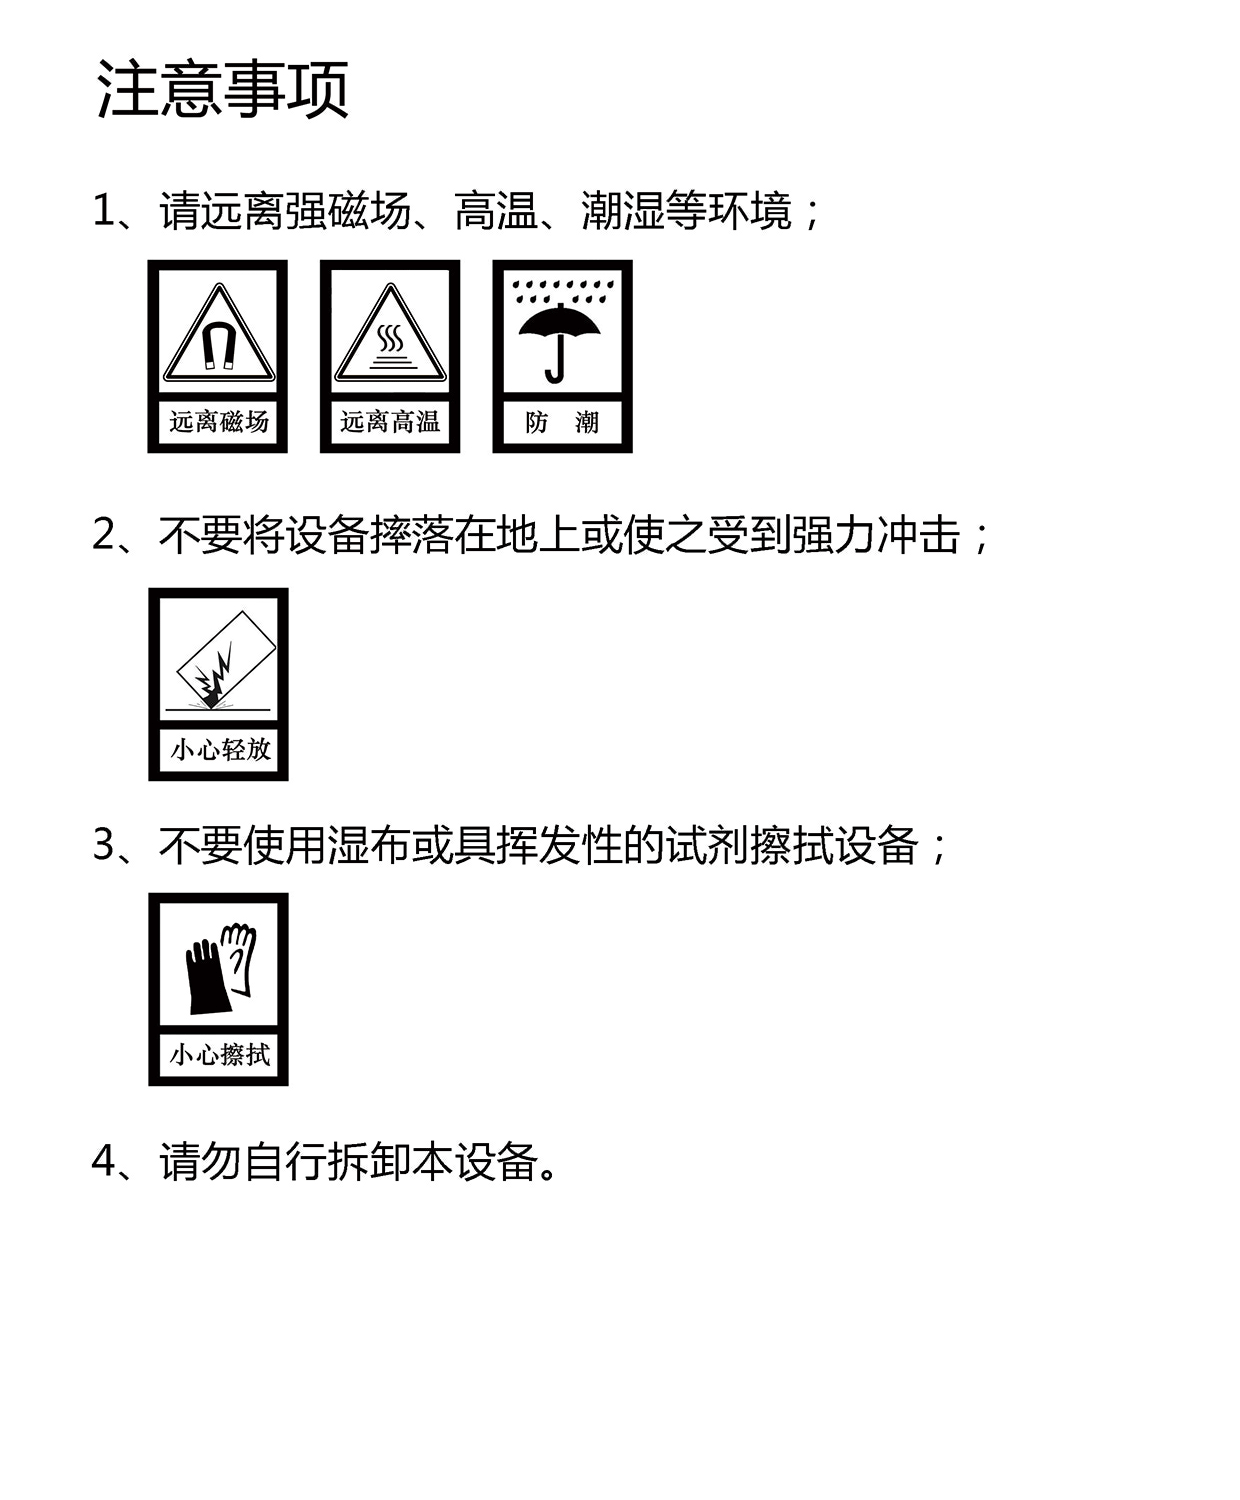 注意事项
1、请远离强磁场、高温、潮湿等环境；
远离磁场 远离高温 防 潮
2、不要将设备摔落在地上或使之受到强力冲击；
小心轻放
3、不要使用湿布或具挥发性的试剂擦拭设备；
小心擦拭
4、请勿自行拆卸本设备。